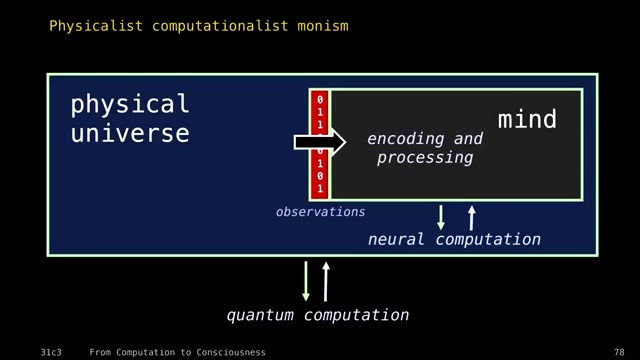 Physicalist computationalist monism
physical
universe
mind
0
1
1
0
1
0
1
encoding and
processing
observations
neural computation
quantum computation
31c3 From Computation to Consciousness 78